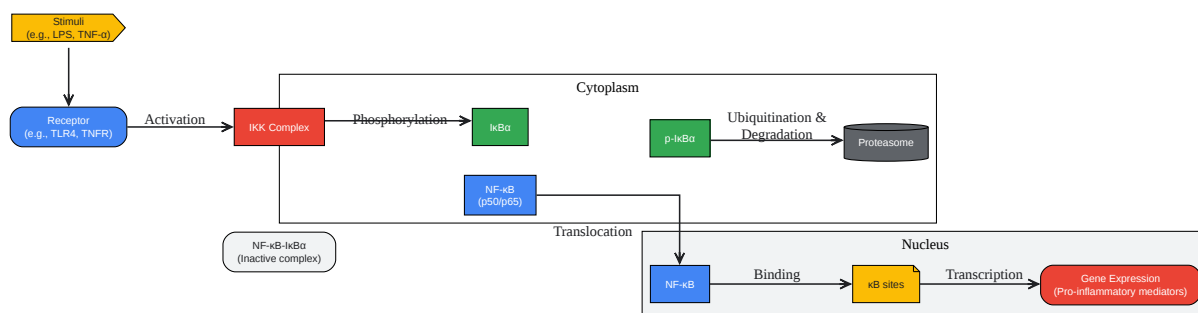 Stimuli
(e.g., LPS, TNF-α)
Cytoplasm
Receptor
(e.g., TLR4, TNFR)
Activation
IKK Complex
Phosphorylation
IκBα
p-IκBα
Ubiquitination &
Degradation
Proteasome
NF-κB
(p50/p65)
Translocation
NF-κB-IκBα
(Inactive complex)
Nucleus
NF-κB
Binding
κB sites
Transcription
Gene Expression
(Pro-inflammatory mediators)